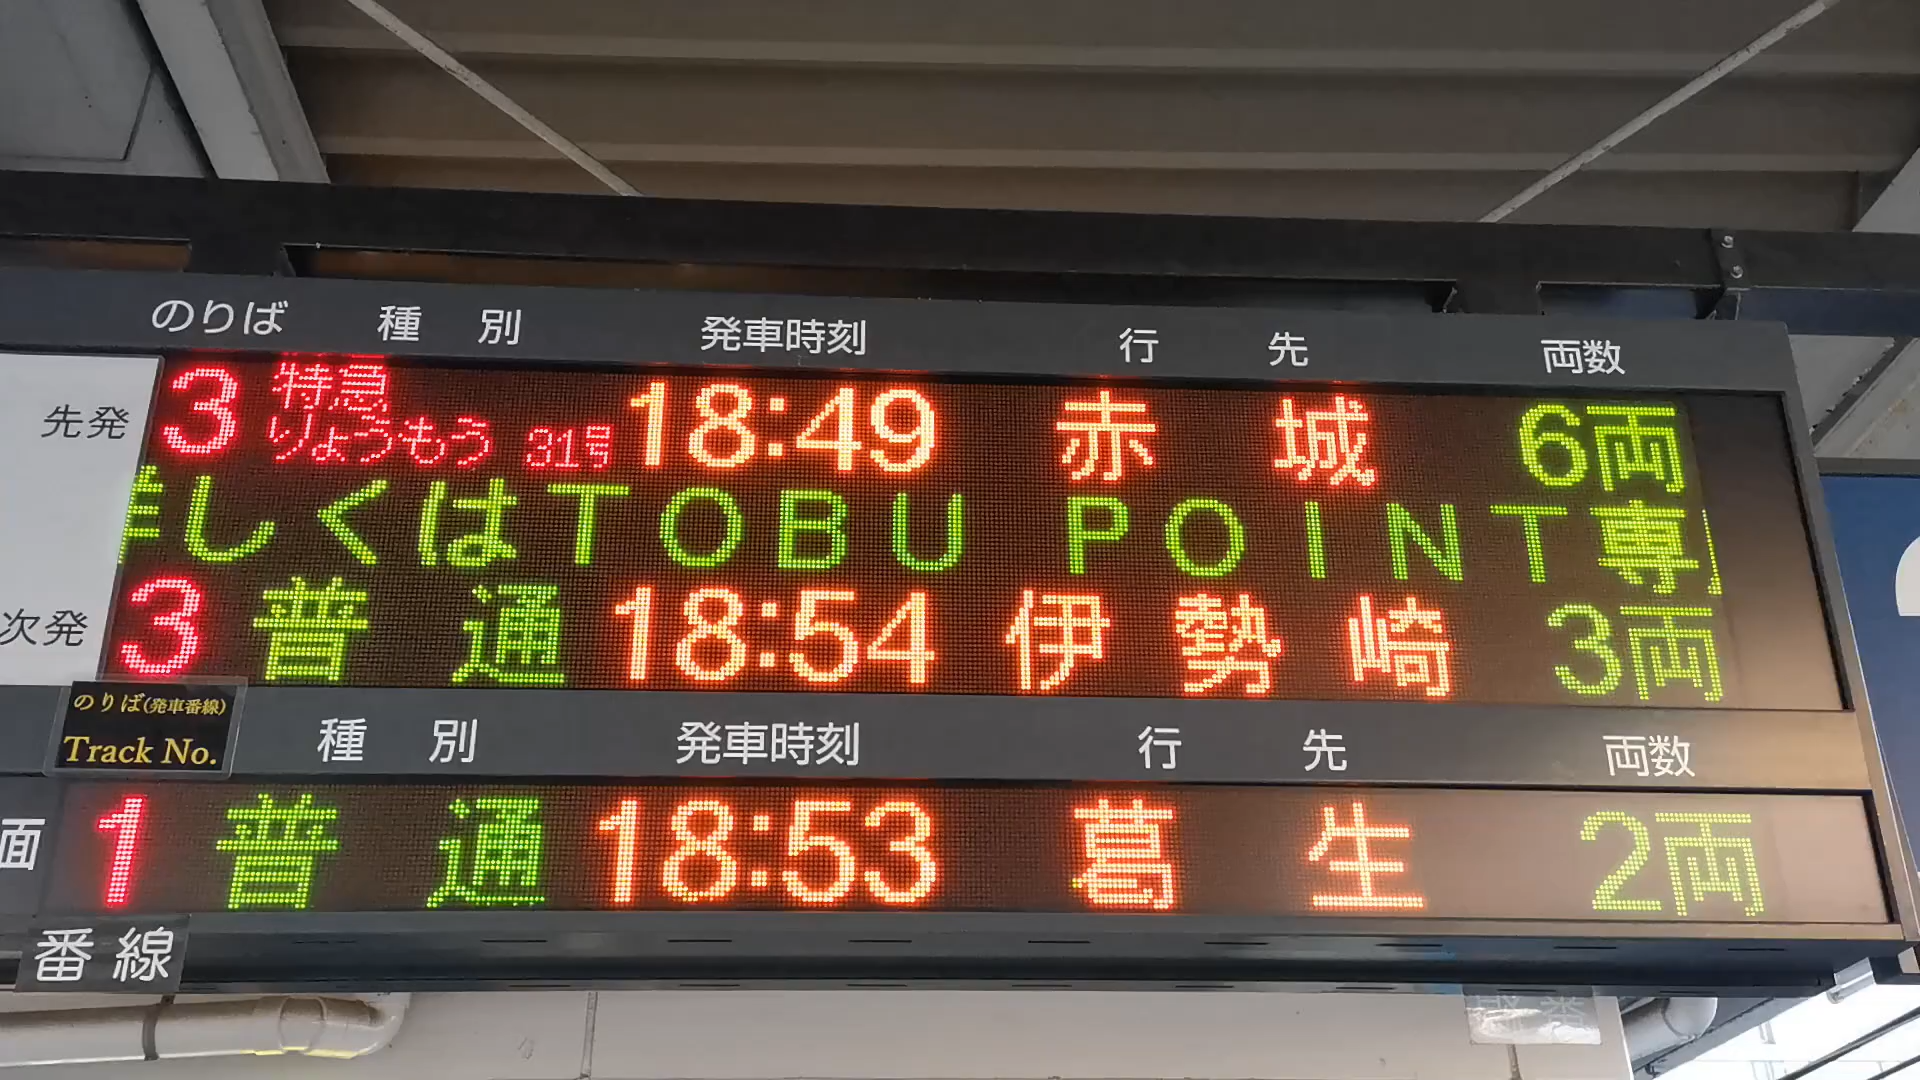 のりば 種別 発車時刻 行先 両数
先発 3 特急 りょうもう 31号 18:49 赤城 6両
詳しくはTOBU POINT専
次発 3 普通 18:54 伊勢崎 3両
のりば(発車番線)
Track No.
種別 発車時刻 行先 両数
面 1 普通 18:53 葛生 2両
番線